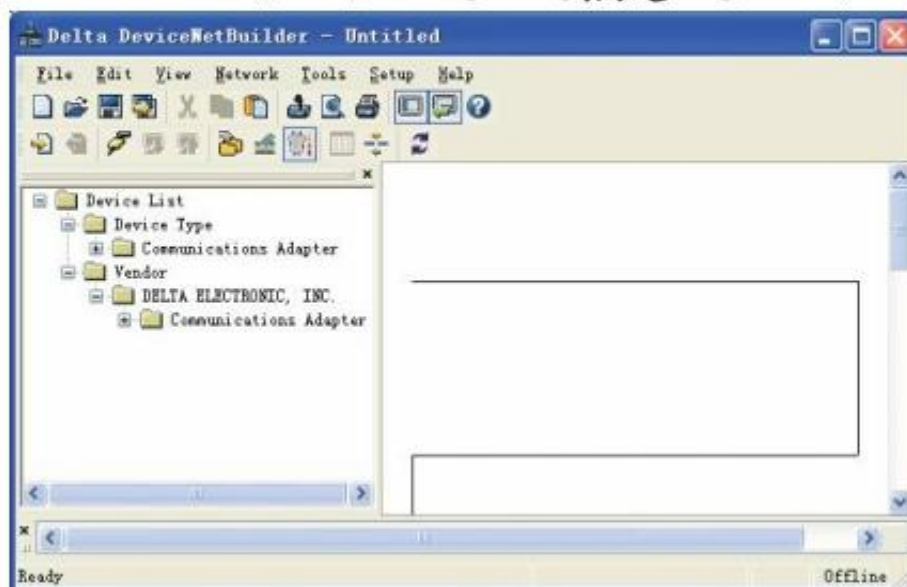 Delta DeviceNetBuilder - Untitled
File Edit View Network Tools Setup Help
Device List
Device Type
Communications Adapter
Vendor
DELTA ELECTRONIC, INC.
Communications Adapter
Ready
Offline